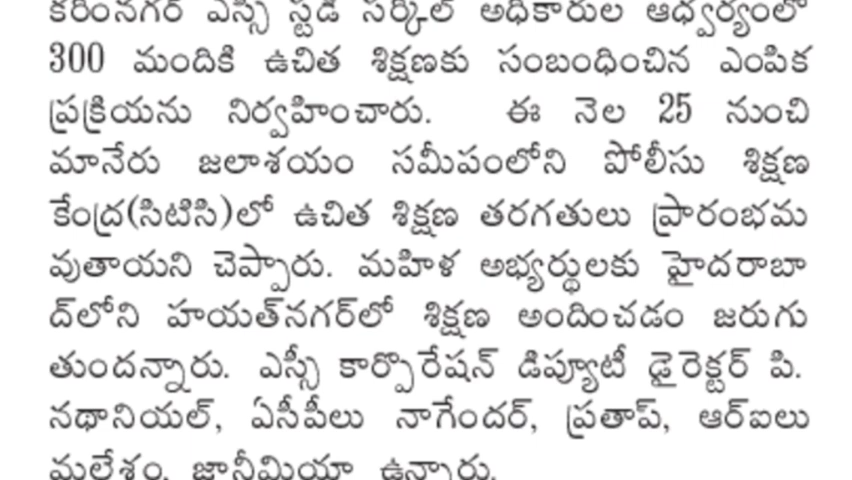 కరీంనగర్ ఎస్సీ స్టడీ సర్కిల్ అధికారుల ఆధ్వర్యంలో
300 మందికి ఉచిత శిక్షణకు సంబంధించిన ఎంపిక
ప్రక్రియను నిర్వహించారు. ఈ నెల 25 నుంచి
మానేరు జలాశయం సమీపంలోని పోలీసు శిక్షణ
కేంద్ర(సిటిసి)లో ఉచిత శిక్షణ తరగతులు ప్రారంభమ
వుతాయని చెప్పారు. మహిళ అభ్యర్థులకు హైదరాబా
ద్‌లోని హయత్‌నగర్‌లో శిక్షణ అందించడం జరుగు
తుందన్నారు. ఎస్సీ కార్పొరేషన్ డిప్యూటీ డైరెక్టర్ పి.
నథానియల్, ఏసీపీలు నాగేందర్, ప్రతాప్, ఆర్ఐలు
మల్లేశం, జానీమియా ఉన్నారు.